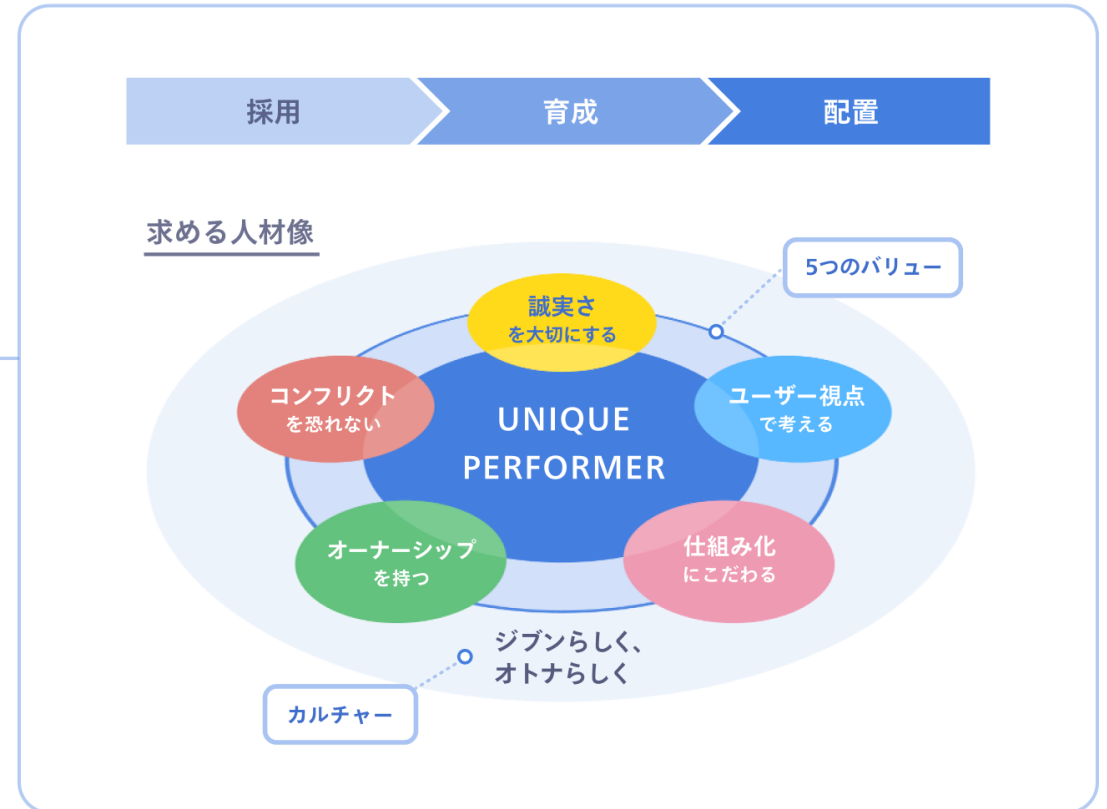 採用
育成
配置
求める人材像
5つのバリュー
誠実さ
を大切にする
コンフリクト
を恐れない
ユーザー視点
で考える
UNIQUE
PERFORMER
オーナーシップ
を持つ
仕組み化
にこだわる
ジブンらしく、
オトナらしく
カルチャー